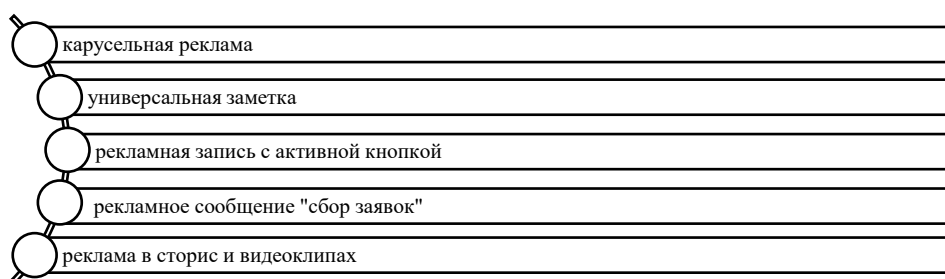 карусельная реклама
универсальная заметка
рекламная запись с активной кнопкой
рекламное сообщение "сбор заявок"
реклама в сторис и видеоклипах